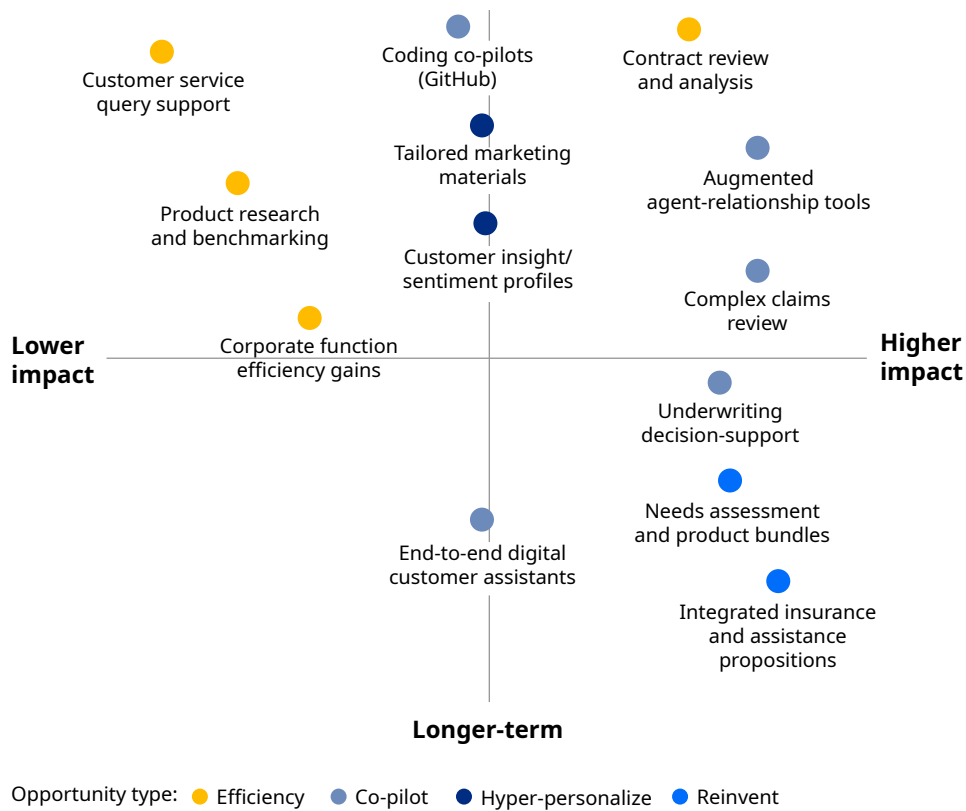 Customer service
query support
Coding co-pilots
(GitHub)
Contract review
and analysis
Tailored marketing
materials
Augmented
agent-relationship tools
Product research
and benchmarking
Customer insight/
sentiment profiles
Complex claims
review
Corporate function
efficiency gains
Lower
impact
Higher
impact
Underwriting
decision-support
Needs assessment
and product bundles
End-to-end digital
customer assistants
Integrated insurance
and assistance
propositions
Longer-term
Opportunity type: Efficiency Co-pilot Hyper-personalize Reinvent